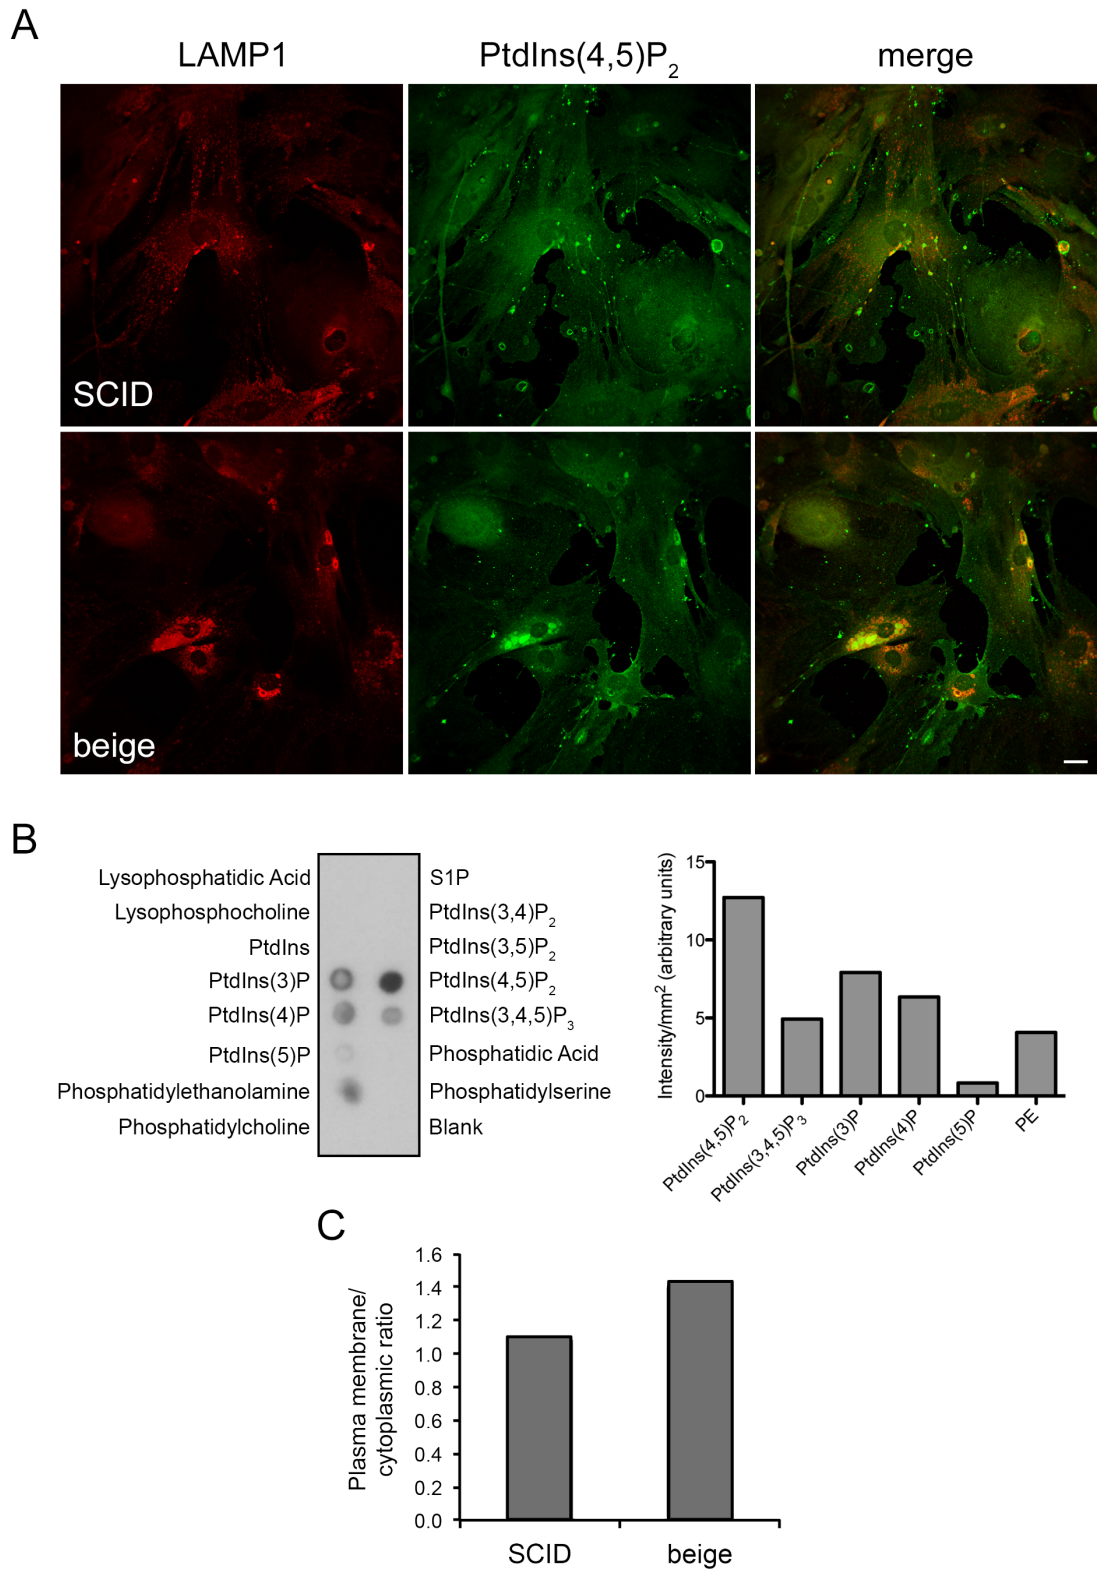 A
LAMP1
PtdIns(4,5)P2
merge
SCID
beige
B
Lysophosphatidic Acid
Lysophosphocholine
PtdIns
PtdIns(3)P
PtdIns(4)P
PtdIns(5)P
Phosphatidylethanolamine
Phosphatidylcholine
S1P
PtdIns(3,4)P2
PtdIns(3,5)P2
PtdIns(4,5)P2
PtdIns(3,4,5)P3
Phosphatidic Acid
Phosphatidylserine
Blank
Intensity/mm2 (arbitrary units)
15
10
5
0
PtdIns(4,5)P2
PtdIns(3,4,5)P3
PtdIns(3)P
PtdIns(4)P
PtdIns(5)P
PE
C
Plasma membrane/
cytoplasmic ratio
1.6
1.4
1.2
1.0
0.8
0.6
0.4
0.2
0.0
SCID
beige